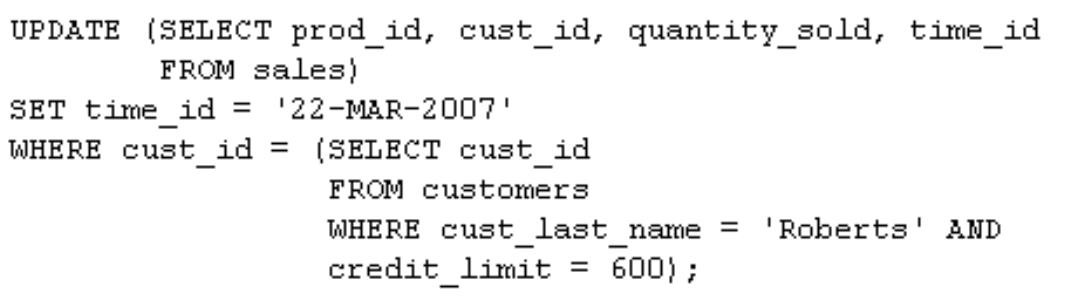 UPDATE (SELECT prod_id, cust_id, quantity_sold, time_id
FROM sales)
SET time_id = '22-MAR-2007'
WHERE cust_id = (SELECT cust_id
FROM customers
WHERE cust_last_name = 'Roberts' AND
credit_limit = 600);